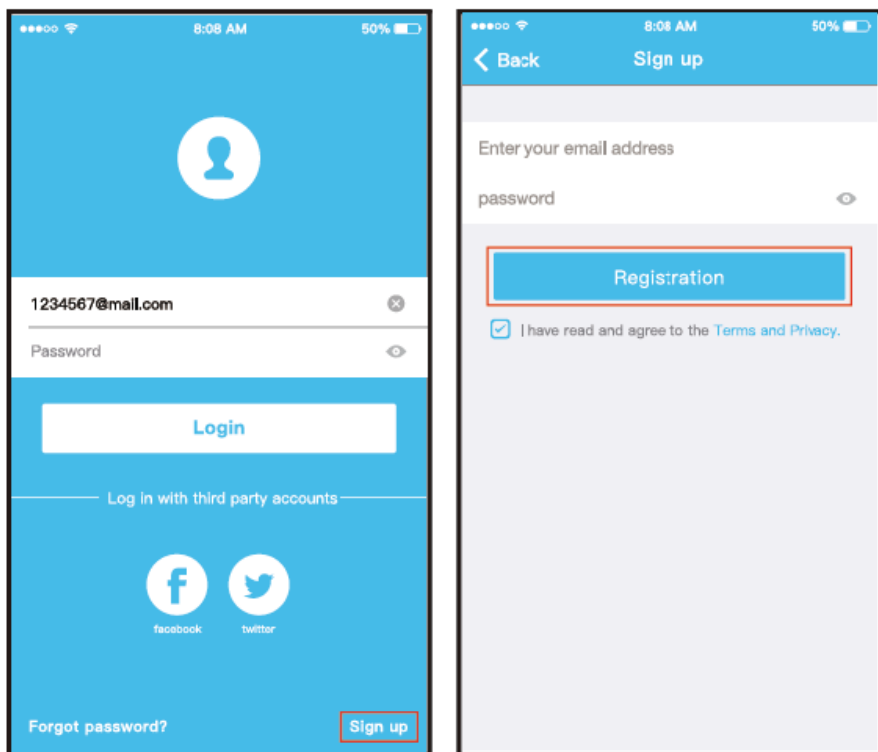 8:08 AM
50%
1234567@mail.com
Password
Login
Log in with third party accounts
facebook
twitter
Forgot password?
Sign up
8:08 AM
50%
Back
Sign up
Enter your email address
password
Registration
I have read and agree to the Terms and Privacy.